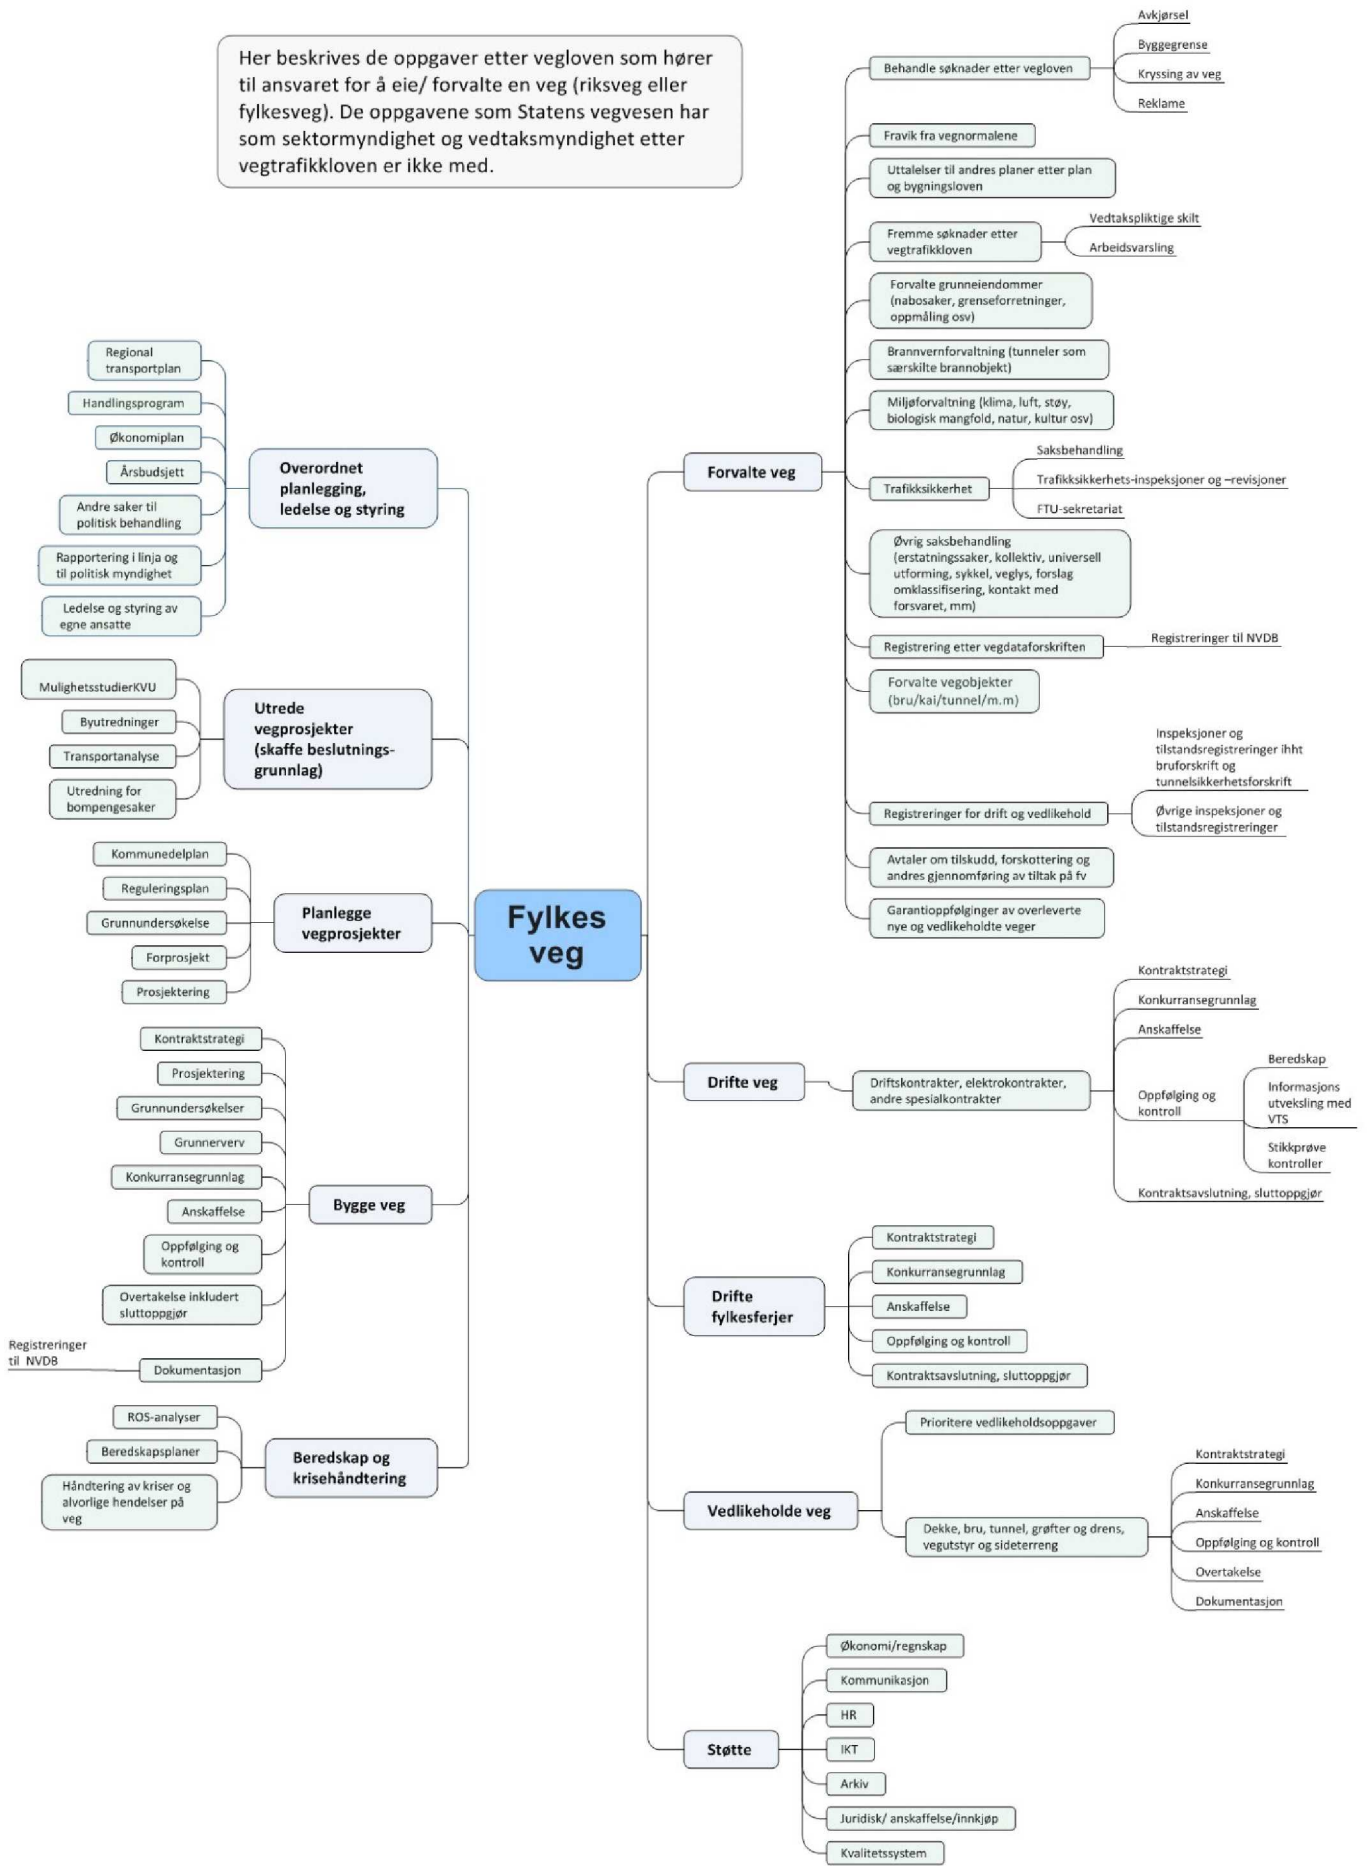 Her beskrives de oppgaver etter vegloven som hører
til ansvaret for å eie/ forvalte en veg (riksveg eller
fylkesveg). De oppgavene som Statens vegvesen har
som sektormyndighet og vedtaksmyndighet etter
vegtrafikkloven er ikke med.
Fylkes
veg
Overordnet
planlegging,
ledelse og styring
Regional
transportplan
Handlingsprogram
Økonomiplan
Årsbudsjett
Andre saker til
politisk behandling
Rapportering i linja og
til politisk myndighet
Ledelse og styring av
egne ansatte
Utrede
vegprosjekter
(skaffe beslutnings-
grunnlag)
MulighetsstudierKVU
Byutredninger
Transportanalyse
Utredning for
bompengesaker
Planlegge
vegprosjekter
Kommunedelplan
Reguleringsplan
Grunnundersøkelse
Forprosjekt
Prosjektering
Bygge veg
Kontraktstrategi
Prosjektering
Grunnundersøkelser
Grunnerverv
Konkurransegrunnlag
Anskaffelse
Oppfølging og
kontroll
Overtakelse inkludert
sluttoppgjør
Dokumentasjon
Registreringer
til NVDB
Beredskap og
krisehåndtering
ROS-analyser
Beredskapsplaner
Håndtering av kriser og
alvorlige hendelser på
veg
Forvalte veg
Behandle søknader etter vegloven
Avkjørsel
Byggegrense
Kryssing av veg
Reklame
Fravik fra vegnormalene
Uttalelser til andres planer etter plan
og bygningsloven
Fremme søknader etter
vegtrafikkloven
Vedtakspliktige skilt
Arbeidsvarsling
Forvalte grunneiendommer
(nabosaker, grenseforretninger,
oppmåling osv)
Brannvernforvaltning (tunneler som
særskilte brannobjekt)
Miljøforvaltning (klima, luft, støy,
biologisk mangfold, natur, kultur osv)
Trafikksikkerhet
Saksbehandling
Trafikksikkerhets-inspeksjoner og –revisjoner
FTU-sekretariat
Øvrig saksbehandling
(erstatningssaker, kollektiv, universell
utforming, sykkel, veglys, forslag
omklassifisering, kontakt med
forsvaret, mm)
Registrering etter vegdataforskriften
Registreringer til NVDB
Forvalte vegobjekter
(bru/kai/tunnel/m.m)
Registreringer for drift og vedlikehold
Inspeksjoner og
tilstandsregistreringer ihht
bruforskrift og
tunnelsikkerhetsforskrift
Øvrige inspeksjoner og
tilstandsregistreringer
Avtaler om tilskudd, forskottering og
andres gjennomføring av tiltak på fv
Garantioppfølginger av overleverte
nye og vedlikeholdte veger
Drifte veg
Driftskontrakter, elektrokontrakter,
andre spesialkontrakter
Kontraktstrategi
Konkurransegrunnlag
Anskaffelse
Oppfølging og
kontroll
Beredskap
Informasjons
utveksling med
VTS
Stikkprøve
kontroller
Kontraktsavslutning, sluttoppgjør
Drifte
fylkesferjer
Kontraktstrategi
Konkurransegrunnlag
Anskaffelse
Oppfølging og kontroll
Kontraktsavslutning, sluttoppgjør
Vedlikeholde veg
Prioritere vedlikeholdsoppgaver
Dekke, bru, tunnel, grøfter og drens,
vegutstyr og sideterreng
Kontraktstrategi
Konkurransegrunnlag
Anskaffelse
Oppfølging og kontroll
Overtakelse
Dokumentasjon
Støtte
Økonomi/regnskap
Kommunikasjon
HR
IKT
Arkiv
Juridisk/ anskaffelse/innkjøp
Kvalitetssystem